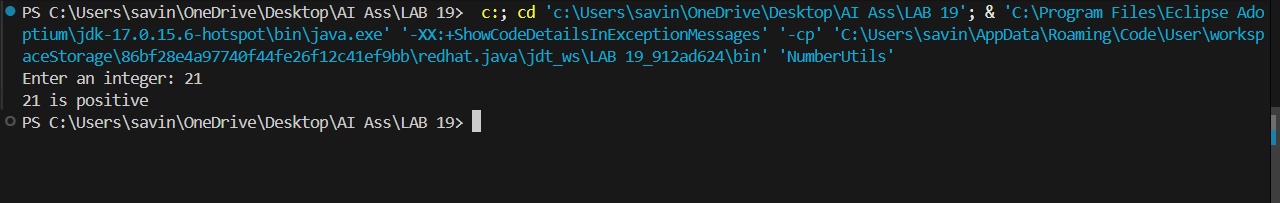 PS C:\Users\savin\OneDrive\Desktop\AI Ass\LAB 19>  c:; cd 'c:\Users\savin\OneDrive\Desktop\AI Ass\LAB 19'; & 'C:\Program Files\Eclipse Ado
ptium\jdk-17.0.15.6-hotspot\bin\java.exe' '-XX:+ShowCodeDetailsInExceptionMessages' '-cp' 'C:\Users\savin\AppData\Roaming\Code\User\worksp
aceStorage\86bf28e4a97740f44fe26f12c41ef9bb\redhat.java\jdt_ws\LAB 19_912ad624\bin' 'NumberUtils'
Enter an integer: 21
21 is positive
PS C:\Users\savin\OneDrive\Desktop\AI Ass\LAB 19>